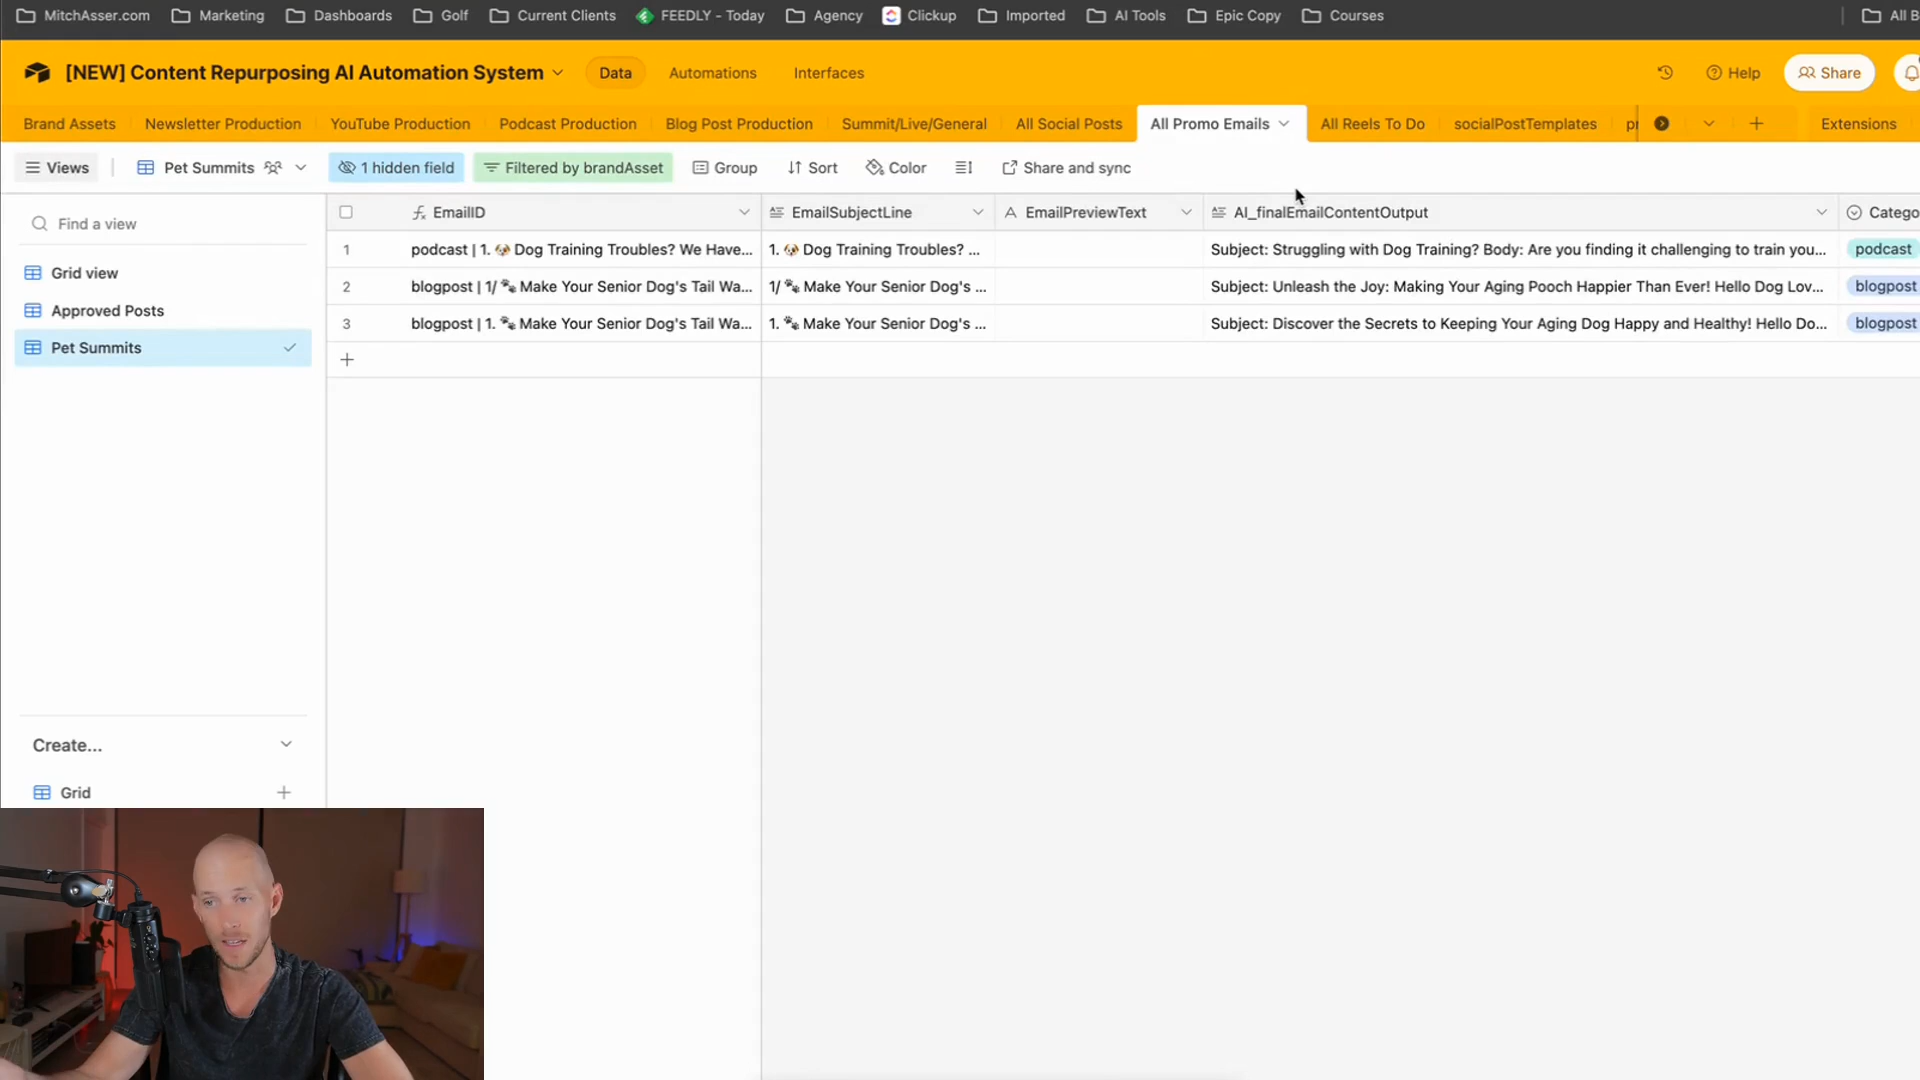 MitchAsser.com Marketing Dashboards Golf Current Clients FEEDLY - Today Agency Clickup Imported AI Tools Epic Copy Courses All B
[NEW] Content Repurposing AI Automation System Data Automations Interfaces Help Share
Brand Assets Newsletter Production YouTube Production Podcast Production Blog Post Production Summit/Live/General All Social Posts All Promo Emails All Reels To Do socialPostTemplates pr Extensions
Views Pet Summits 1 hidden field Filtered by brandAsset Group Sort Color Share and sync
Find a view
EmailID EmailSubjectLine A EmailPreviewText AI_finalEmailContentOutput Catego
1 podcast | 1. 🐶 Dog Training Troubles? We Have... 1. 🐶 Dog Training Troubles? ... Subject: Struggling with Dog Training? Body: Are you finding it challenging to train you... podcast
2 blogpost | 1/ 🐾 Make Your Senior Dog's Tail Wa... 1/ 🐾 Make Your Senior Dog's ... Subject: Unleash the Joy: Making Your Aging Pooch Happier Than Ever! Hello Dog Lov... blogpost
3 blogpost | 1. 🐾 Make Your Senior Dog's Tail Wa... 1. 🐾 Make Your Senior Dog's ... Subject: Discover the Secrets to Keeping Your Aging Dog Happy and Healthy! Hello Do... blogpost
Grid view
Approved Posts
Pet Summits
Create...
Grid